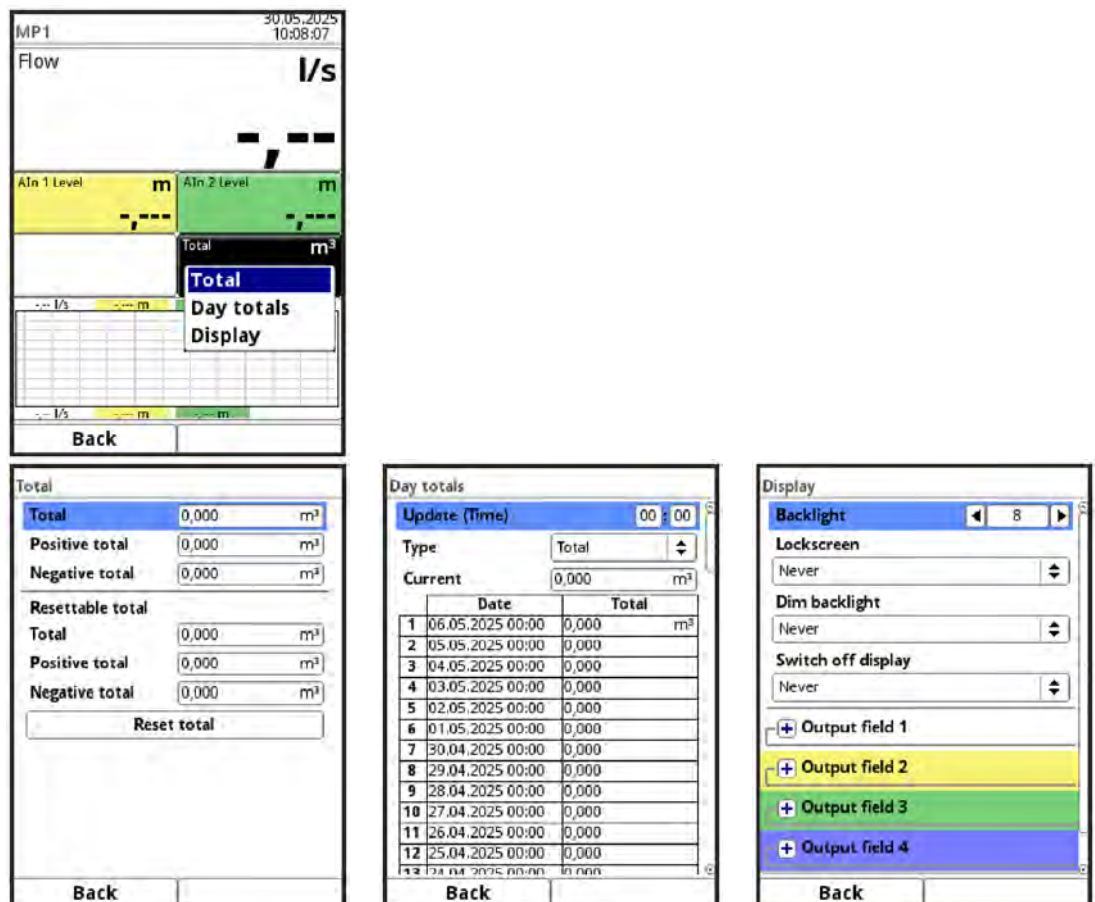 MP1 30.05.2025
10:08:07
Flow l/s
-,--
AIn 1 Level m AIn 2 Level m
-,--- -,---
Total m³
Total
Day totals
Display
-,-- l/s -,--- m
-,-- l/s -,--- m -,--- m
Back
Total
Total 0,000 m³
Positive total 0,000 m³
Negative total 0,000 m³
Resettable total
Total 0,000 m³
Positive total 0,000 m³
Negative total 0,000 m³
Reset total
Back
Day totals
Update (Time) 00 : 00
Type Total
Current 0,000 m³
Date Total
1 06.05.2025 00:00 0,000 m³
2 05.05.2025 00:00 0,000
3 04.05.2025 00:00 0,000
4 03.05.2025 00:00 0,000
5 02.05.2025 00:00 0,000
6 01.05.2025 00:00 0,000
7 30.04.2025 00:00 0,000
8 29.04.2025 00:00 0,000
9 28.04.2025 00:00 0,000
10 27.04.2025 00:00 0,000
11 26.04.2025 00:00 0,000
12 25.04.2025 00:00 0,000
13 24.04.2025 00:00 0,000
Back
Display
Backlight 8
Lockscreen
Never
Dim backlight
Never
Switch off display
Never
+ Output field 1
+ Output field 2
+ Output field 3
+ Output field 4
Back